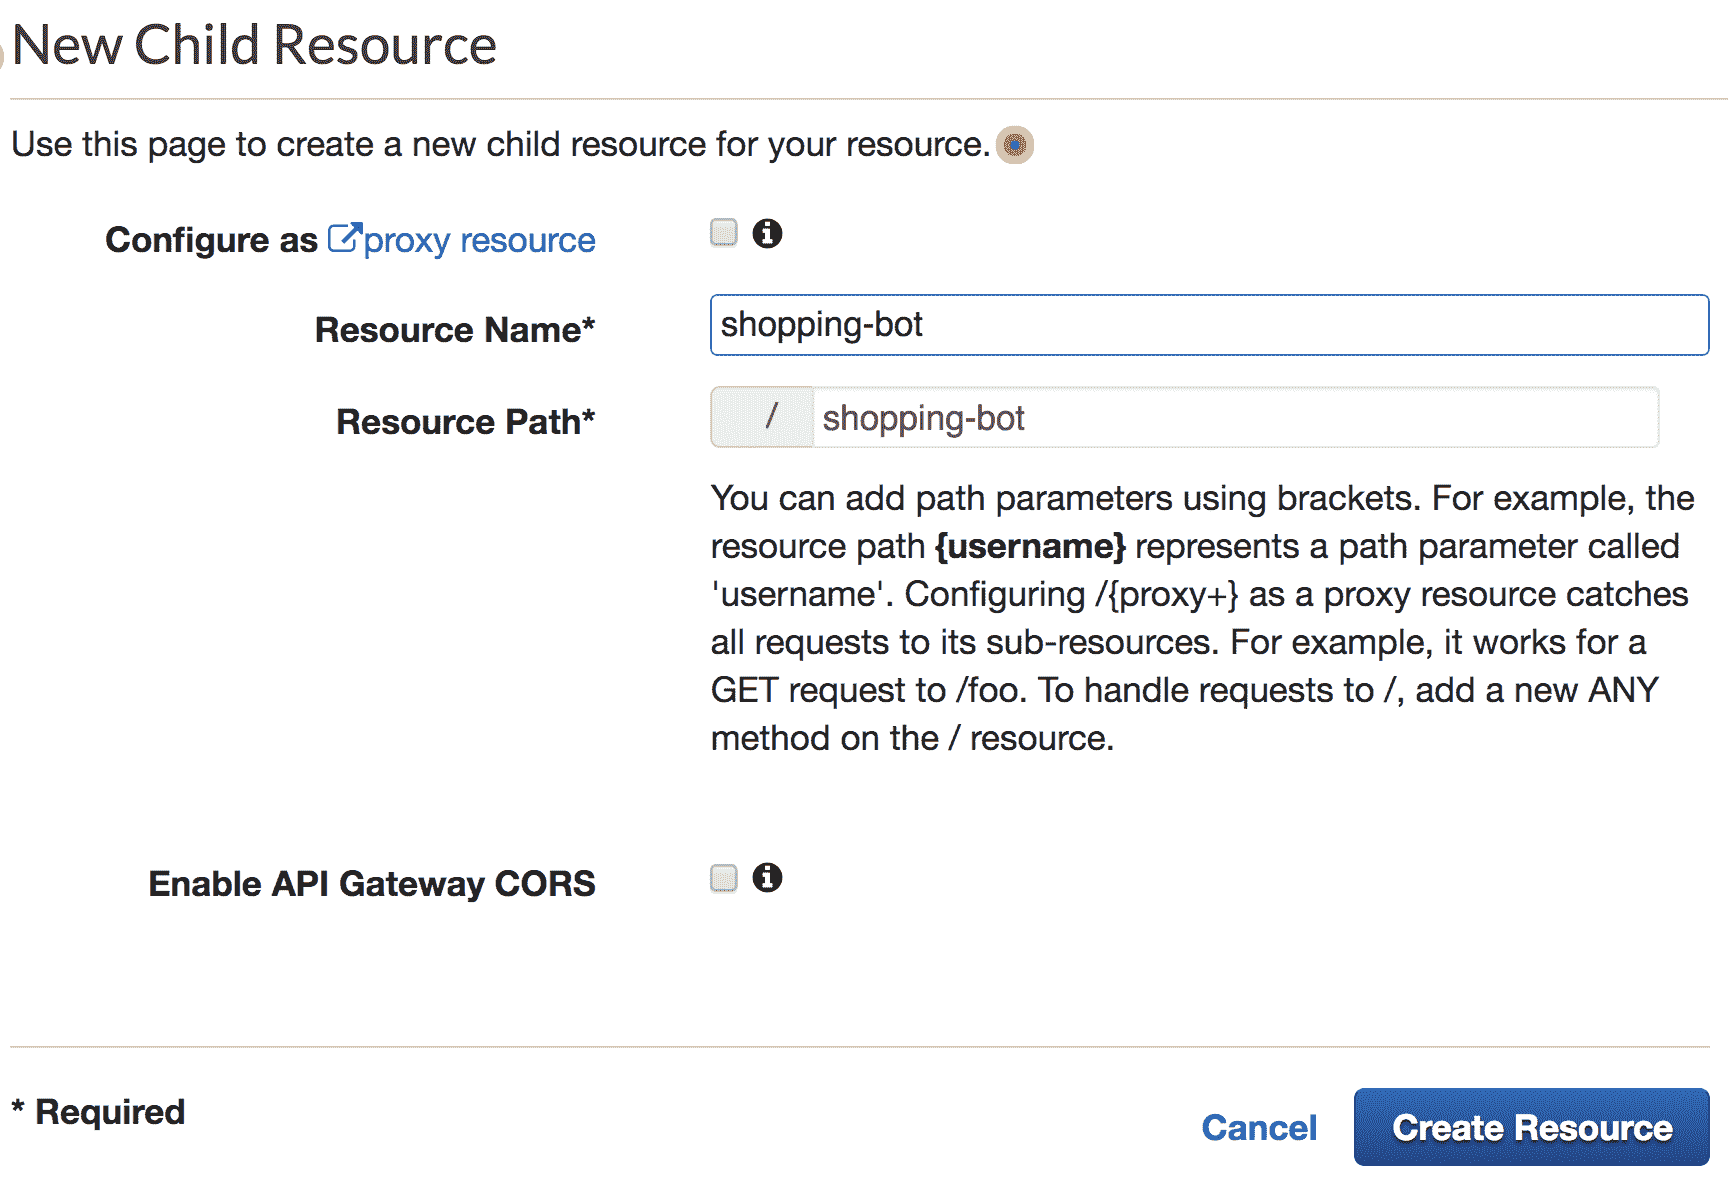 New Child Resource
Use this page to create a new child resource for your resource.
Configure as proxy resource
Resource Name*
shopping-bot
Resource Path*
/ shopping-bot
You can add path parameters using brackets. For example, the
resource path {username} represents a path parameter called
'username'. Configuring /{proxy+} as a proxy resource catches
all requests to its sub-resources. For example, it works for a
GET request to /foo. To handle requests to /, add a new ANY
method on the / resource.
Enable API Gateway CORS
* Required
Cancel
Create Resource